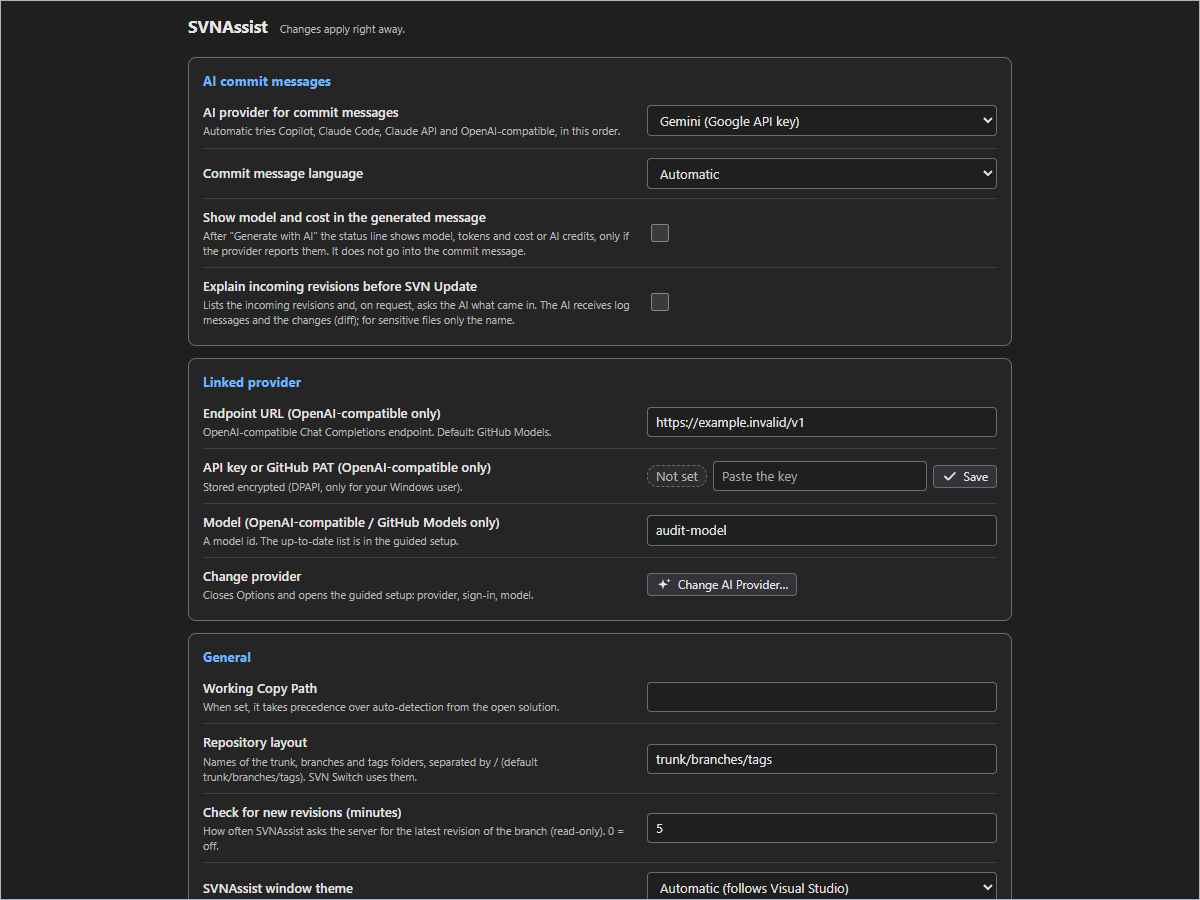 SVNAssist Changes apply right away.
AI commit messages
AI provider for commit messages
Automatic tries Copilot, Claude Code, Claude API and OpenAI-compatible, in this order.
Gemini (Google API key)
Commit message language
Automatic
Show model and cost in the generated message
After "Generate with AI" the status line shows model, tokens and cost or AI credits, only if
the provider reports them. It does not go into the commit message.
Explain incoming revisions before SVN Update
Lists the incoming revisions and, on request, asks the AI what came in. The AI receives log
messages and the changes (diff); for sensitive files only the name.
Linked provider
Endpoint URL (OpenAI-compatible only)
OpenAI-compatible Chat Completions endpoint. Default: GitHub Models.
https://example.invalid/v1
API key or GitHub PAT (OpenAI-compatible only)
Stored encrypted (DPAPI, only for your Windows user).
Not set Paste the key Save
Model (OpenAI-compatible / GitHub Models only)
A model id. The up-to-date list is in the guided setup.
audit-model
Change provider
Closes Options and opens the guided setup: provider, sign-in, model.
Change AI Provider...
General
Working Copy Path
When set, it takes precedence over auto-detection from the open solution.
Repository layout
Names of the trunk, branches and tags folders, separated by / (default
trunk/branches/tags). SVN Switch uses them.
trunk/branches/tags
Check for new revisions (minutes)
How often SVNAssist asks the server for the latest revision of the branch (read-only). 0 =
off.
5
SVNAssist window theme
Automatic (follows Visual Studio)